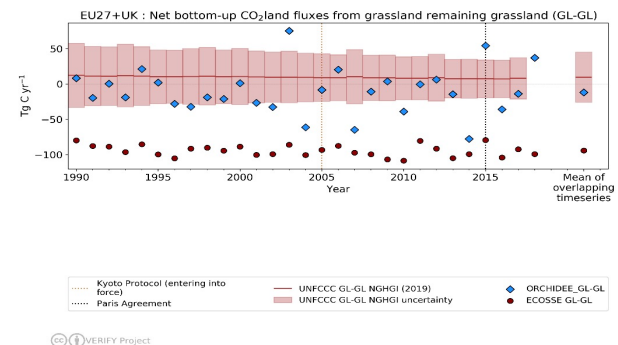 EU27+UK : Net bottom-up CO₂land fluxes from grassland remaining grassland (GL-GL)
Tg C yr⁻¹
50
0
−50
−100
1990
1995
2000
2005
2010
2015
Mean of
overlapping
timeseries
Year
Kyoto Protocol (entering into
force)
Paris Agreement
UNFCCC GL-GL NGHGI (2019)
UNFCCC GL-GL NGHGI uncertainty
ORCHIDEE_GL-GL
ECOSSE GL-GL
cc VERIFY Project